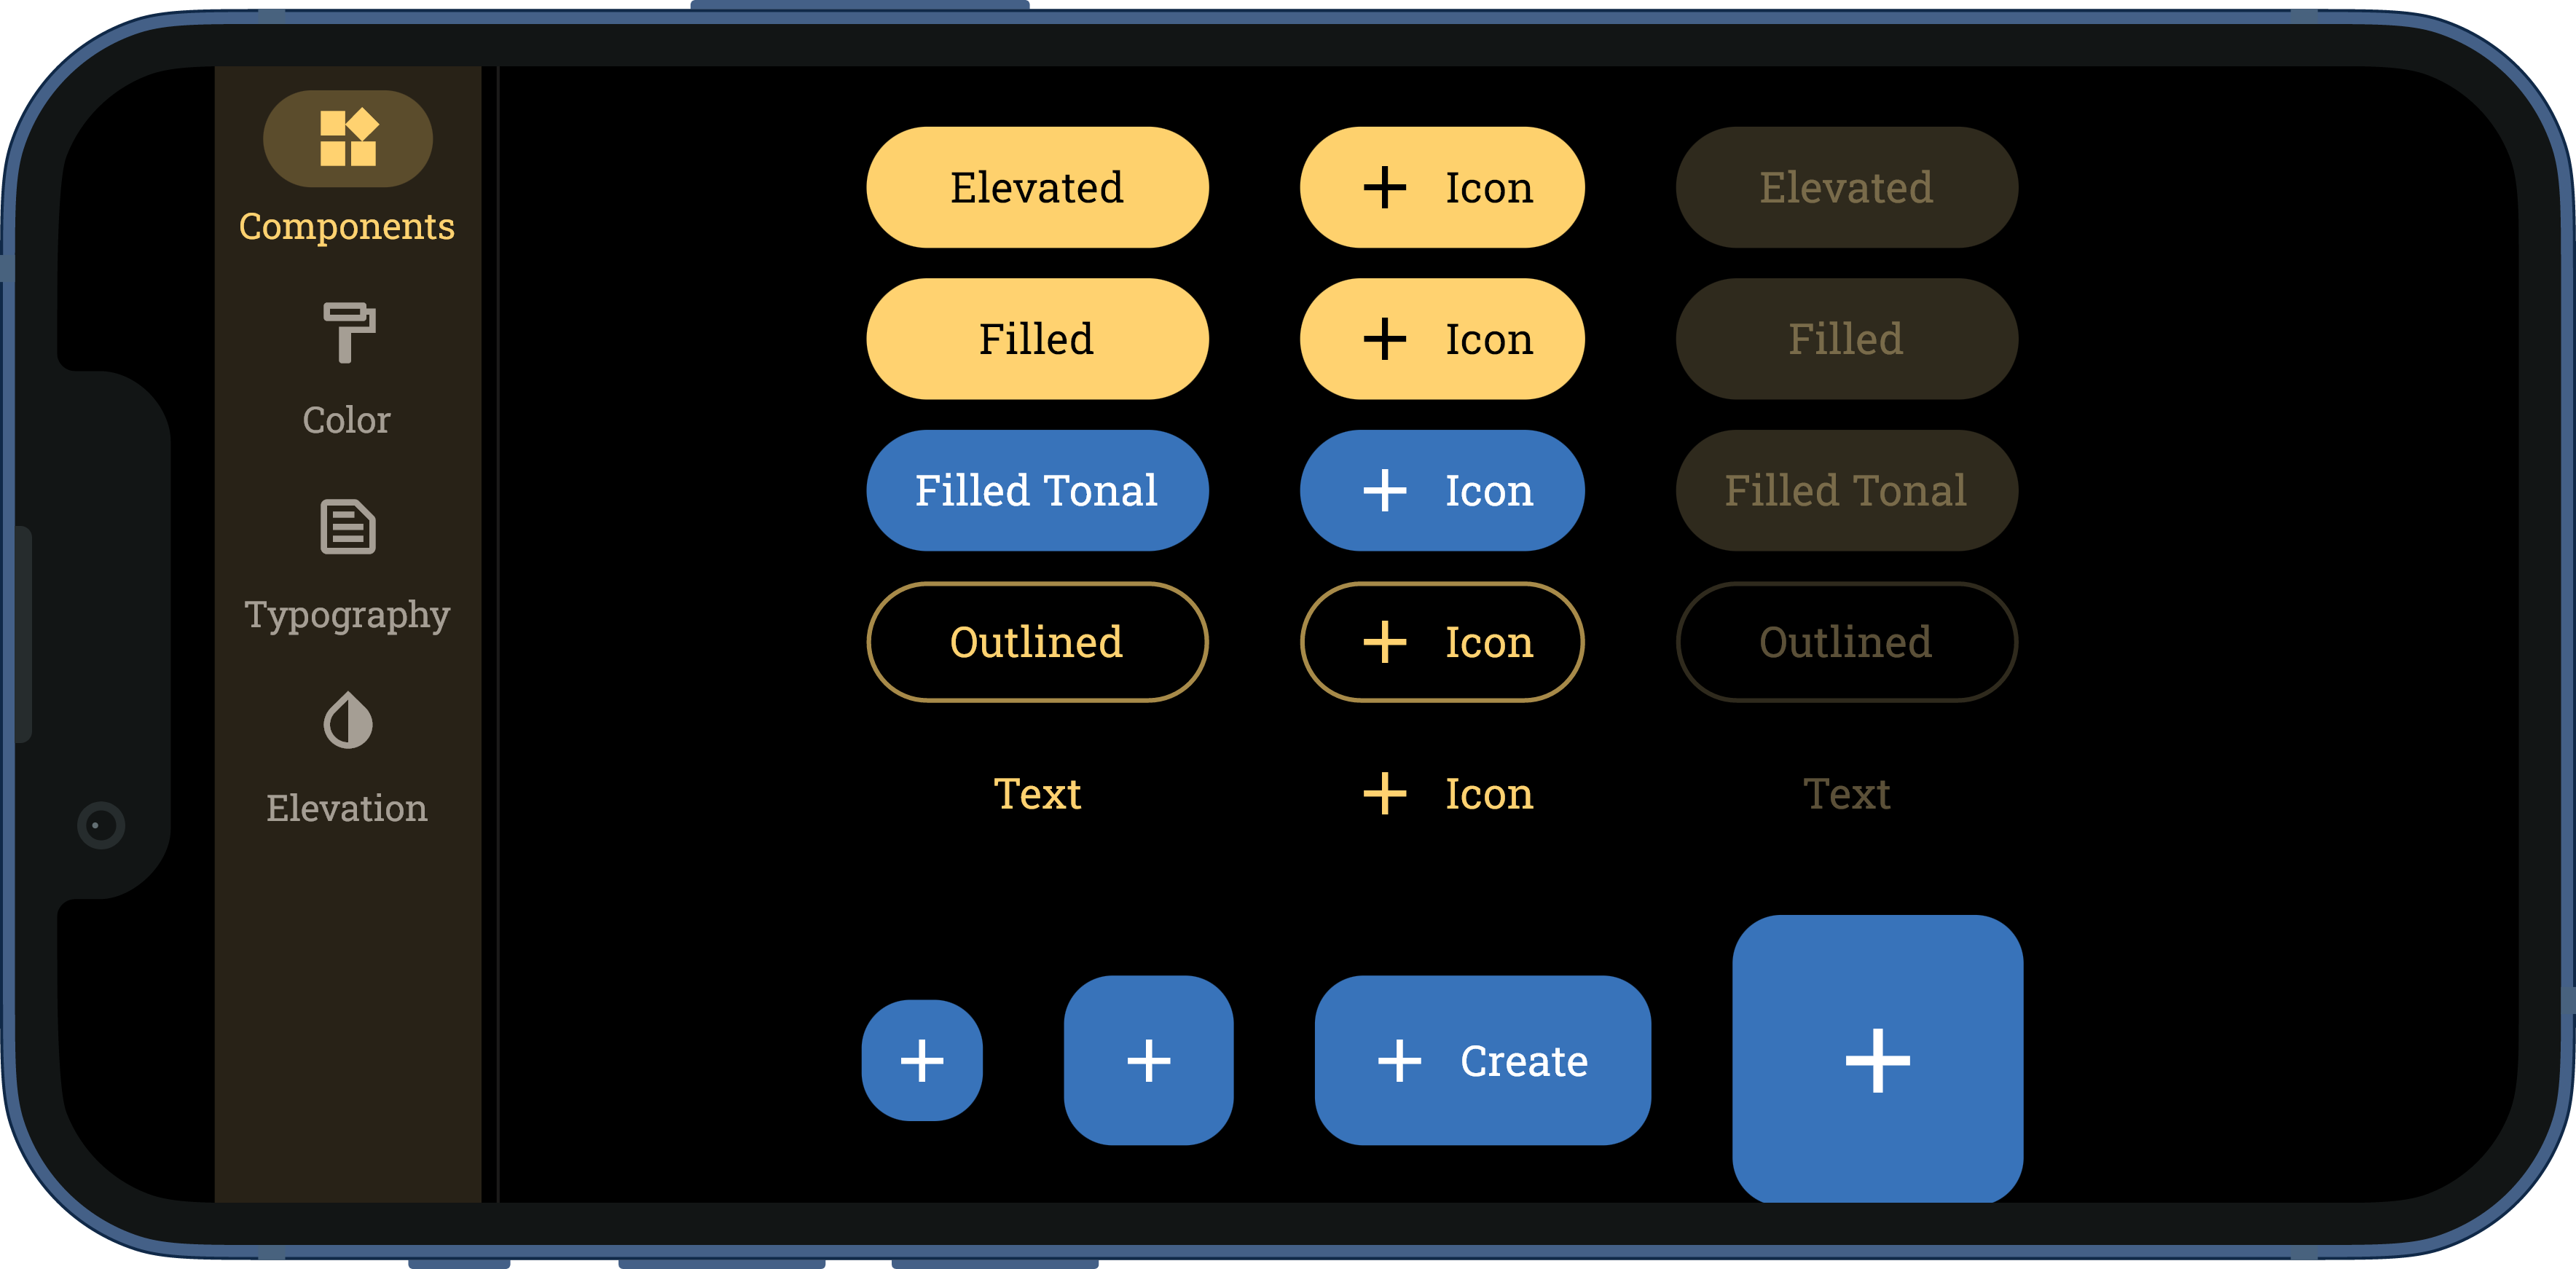 Components
Color
Typography
Elevation
Elevated
Icon
Elevated
Filled
Icon
Filled
Filled Tonal
Icon
Filled Tonal
Outlined
Icon
Outlined
Text
Icon
Text
Create